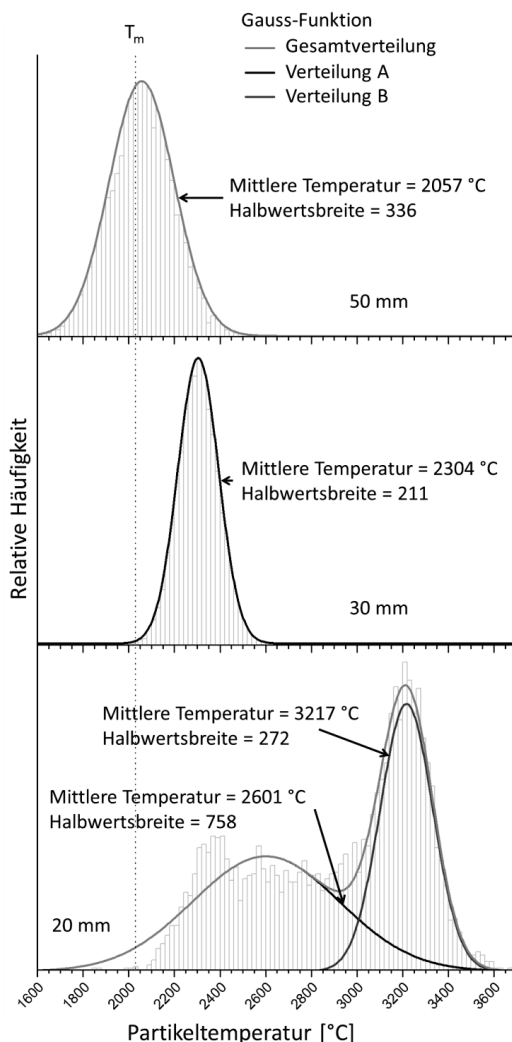 Gauss-Funktion
Gesamtverteilung
Verteilung A
Verteilung B
Tm
Mittlere Temperatur = 2057 °C
Halbwertsbreite = 336
50 mm
Relative Häufigkeit
Mittlere Temperatur = 2304 °C
Halbwertsbreite = 211
30 mm
Mittlere Temperatur = 3217 °C
Halbwertsbreite = 272
Mittlere Temperatur = 2601 °C
Halbwertsbreite = 758
20 mm
1600 1800 2000 2200 2400 2600 2800 3000 3200 3400 3600
Partikeltemperatur [°C]